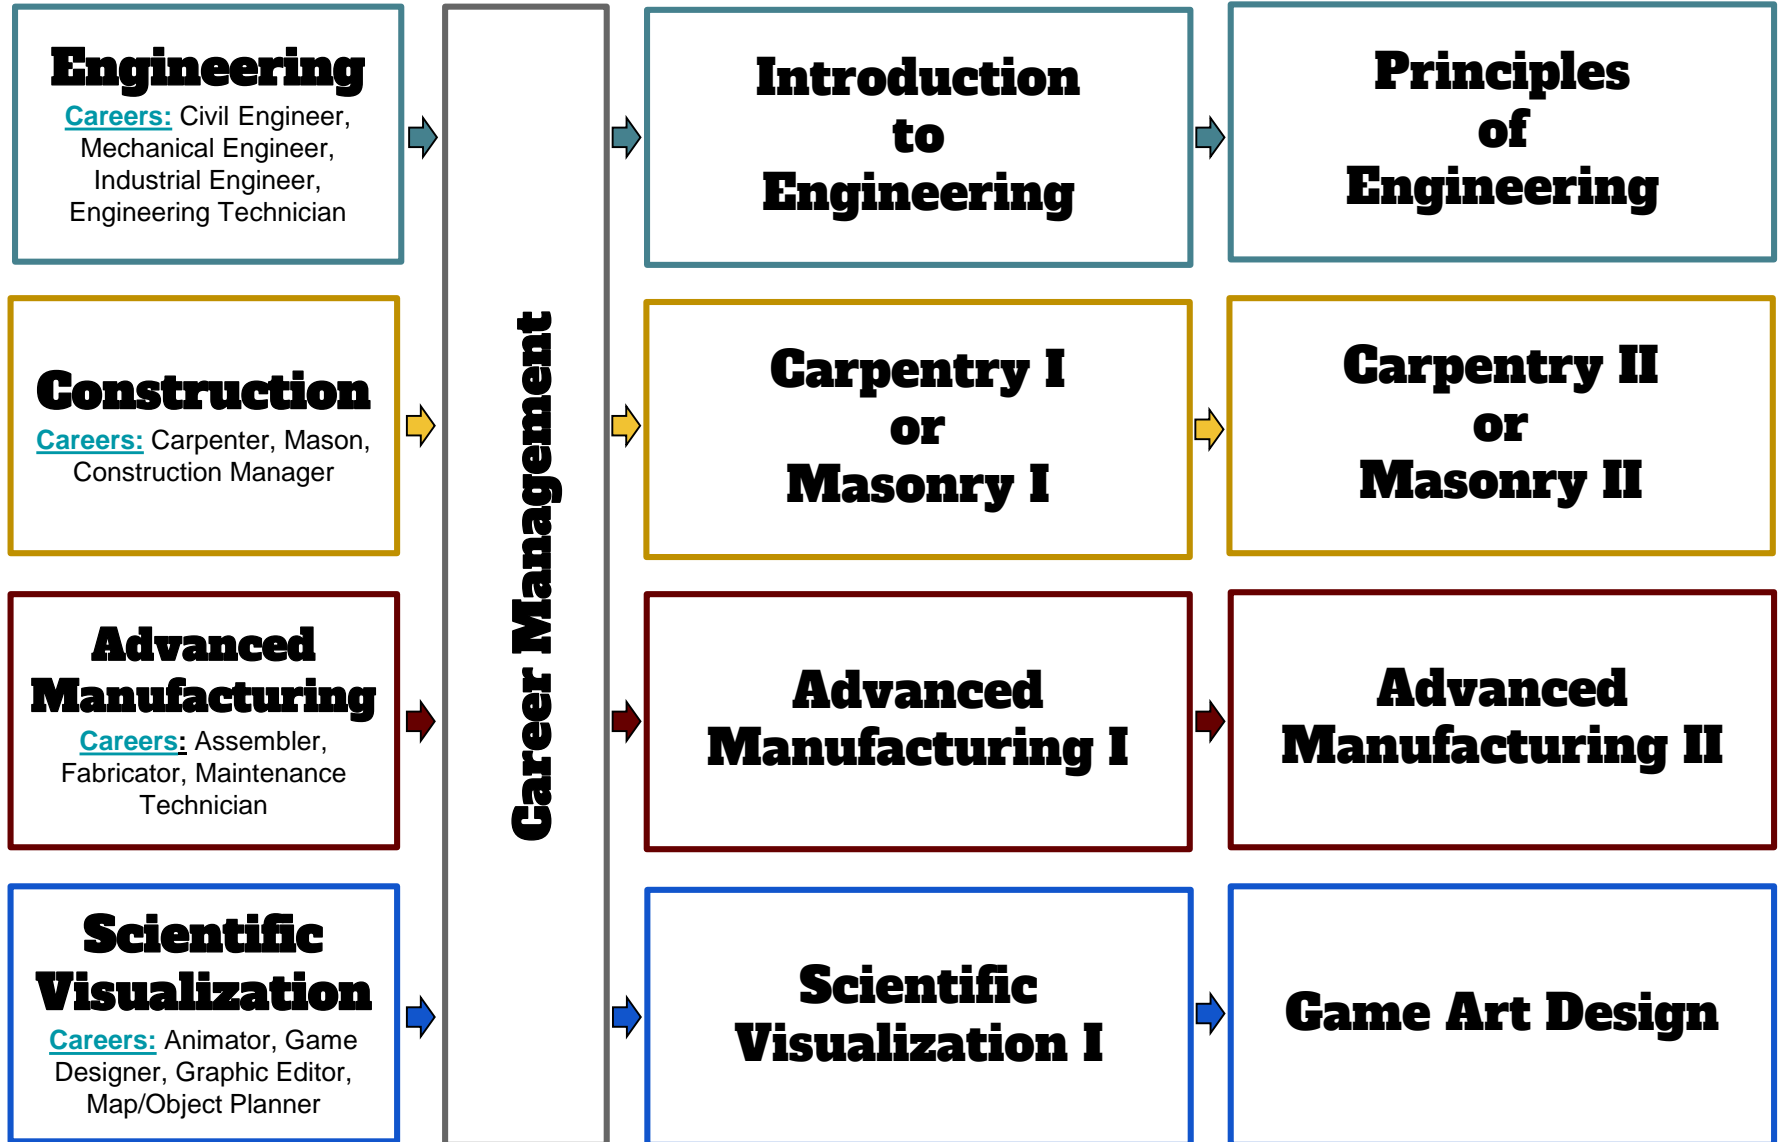 Engineering
Careers: Civil Engineer,
Mechanical Engineer,
Industrial Engineer,
Engineering Technician
Career Management
Introduction
to
Engineering
Principles
of
Engineering
Construction
Careers: Carpenter, Mason,
Construction Manager
Carpentry I
or
Masonry I
Carpentry II
or
Masonry II
Advanced
Manufacturing
Careers: Assembler,
Fabricator, Maintenance
Technician
Advanced
Manufacturing I
Advanced
Manufacturing II
Scientific
Visualization
Careers: Animator, Game
Designer, Graphic Editor,
Map/Object Planner
Scientific
Visualization I
Game Art Design